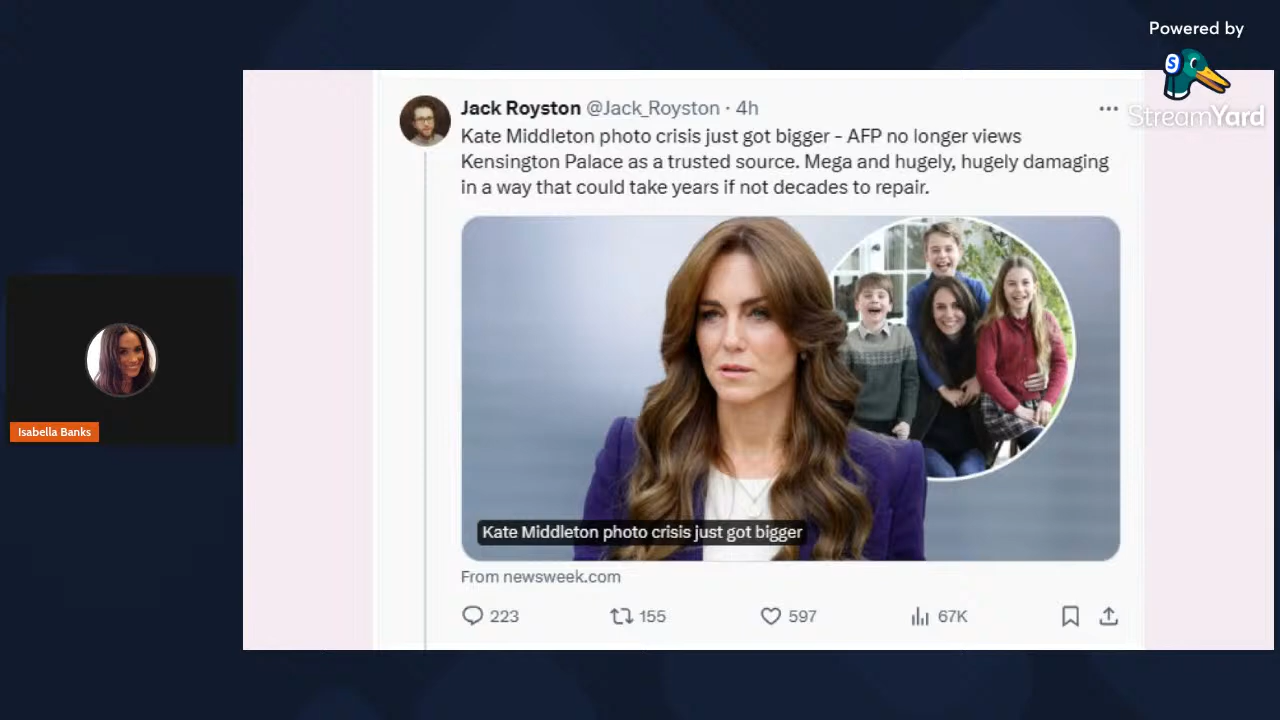 Powered by
S
StreamYard
Jack Royston @Jack_Royston · 4h
Kate Middleton photo crisis just got bigger - AFP no longer views
Kensington Palace as a trusted source. Mega and hugely, hugely damaging
in a way that could take years if not decades to repair.
Kate Middleton photo crisis just got bigger
From newsweek.com
223 155 597 67K
Isabella Banks